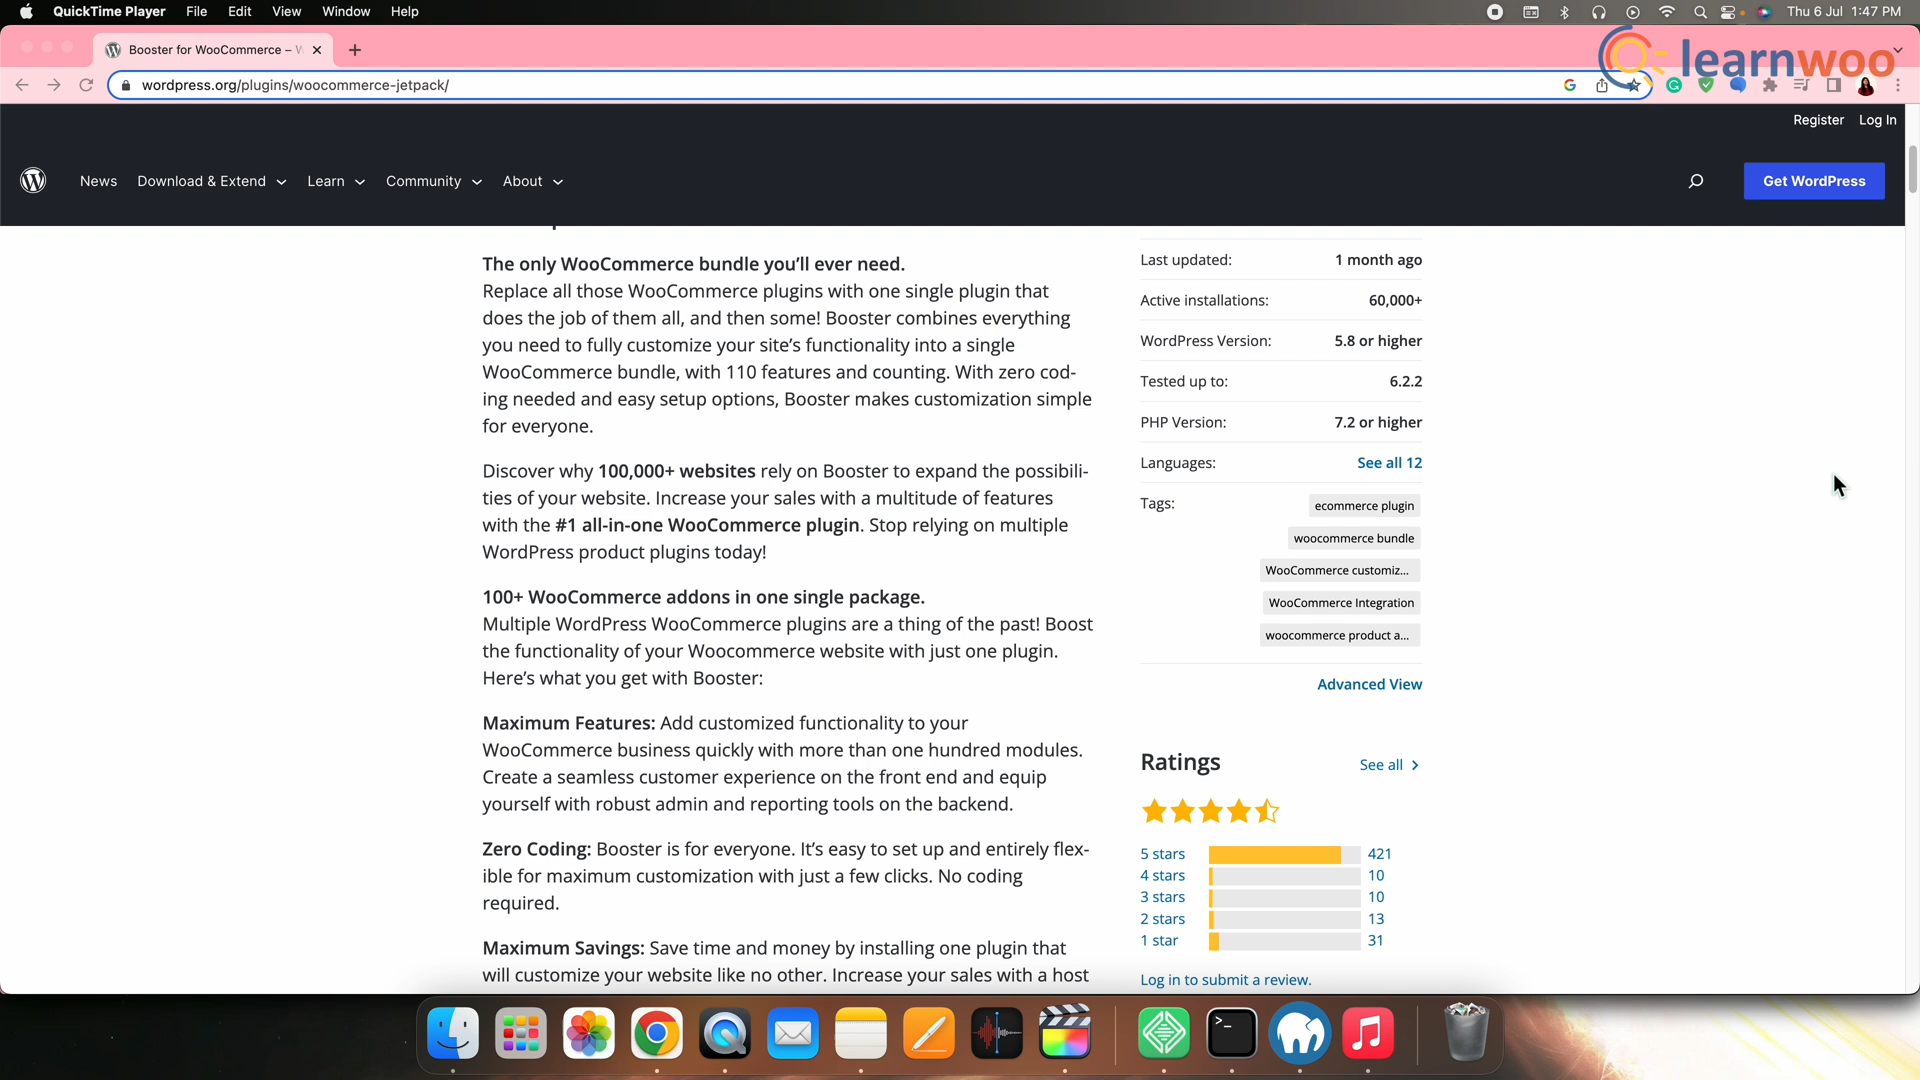 QuickTime Player File Edit View Window Help
Thu 6 Jul 1:47 PM
Booster for WooCommerce –
learnwoo
wordpress.org/plugins/woocommerce-jetpack/
Register Log In
News Download & Extend Learn Community About
Get WordPress
The only WooCommerce bundle you’ll ever need.
Replace all those WooCommerce plugins with one single plugin that
does the job of them all, and then some! Booster combines everything
you need to fully customize your site’s functionality into a single
WooCommerce bundle, with 110 features and counting. With zero cod-
ing needed and easy setup options, Booster makes customization simple
for everyone.
Discover why 100,000+ websites rely on Booster to expand the possibili-
ties of your website. Increase your sales with a multitude of features
with the #1 all-in-one WooCommerce plugin. Stop relying on multiple
WordPress product plugins today!
100+ WooCommerce addons in one single package.
Multiple WordPress WooCommerce plugins are a thing of the past! Boost
the functionality of your Woocommerce website with just one plugin.
Here’s what you get with Booster:
Maximum Features: Add customized functionality to your
WooCommerce business quickly with more than one hundred modules.
Create a seamless customer experience on the front end and equip
yourself with robust admin and reporting tools on the backend.
Zero Coding: Booster is for everyone. It’s easy to set up and entirely flex-
ible for maximum customization with just a few clicks. No coding
required.
Maximum Savings: Save time and money by installing one plugin that
will customize your website like no other. Increase your sales with a host
Last updated: 1 month ago
Active installations: 60,000+
WordPress Version: 5.8 or higher
Tested up to: 6.2.2
PHP Version: 7.2 or higher
Languages: See all 12
Tags: ecommerce plugin
woocommerce bundle
WooCommerce customiz...
WooCommerce Integration
woocommerce product a...
Advanced View
Ratings See all
5 stars 421
4 stars 10
3 stars 10
2 stars 13
1 star 31
Log in to submit a review.